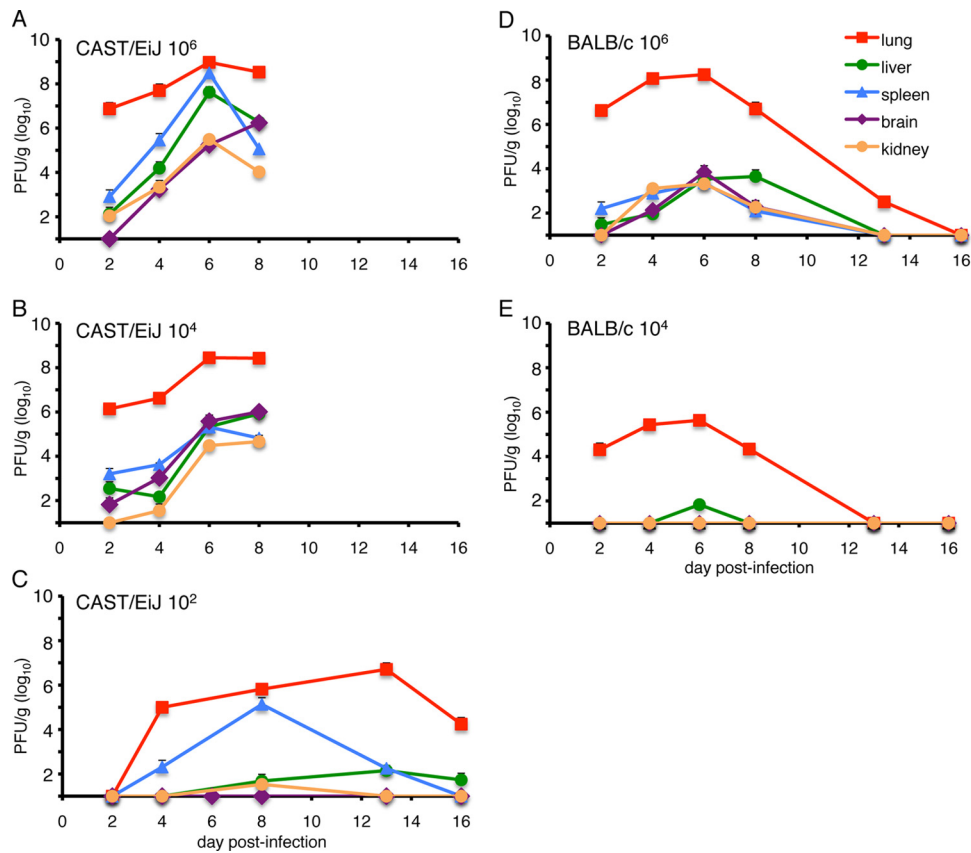 A
CAST/EiJ 10⁶
10
8
6
4
2
PFU/g (log₁₀)
0 2 4 6 8 10 12 14 16
B
CAST/EiJ 10⁴
10
8
6
4
2
PFU/g (log₁₀)
0 2 4 6 8 10 12 14 16
C
CAST/EiJ 10²
10
8
6
4
2
PFU/g (log₁₀)
0 2 4 6 8 10 12 14 16
day post-infection
D
BALB/c 10⁶
lung
liver
spleen
brain
kidney
10
8
6
4
2
PFU/g (log₁₀)
0 2 4 6 8 10 12 14 16
E
BALB/c 10⁴
10
8
6
4
2
PFU/g (log₁₀)
0 2 4 6 8 10 12 14 16
day post-infection